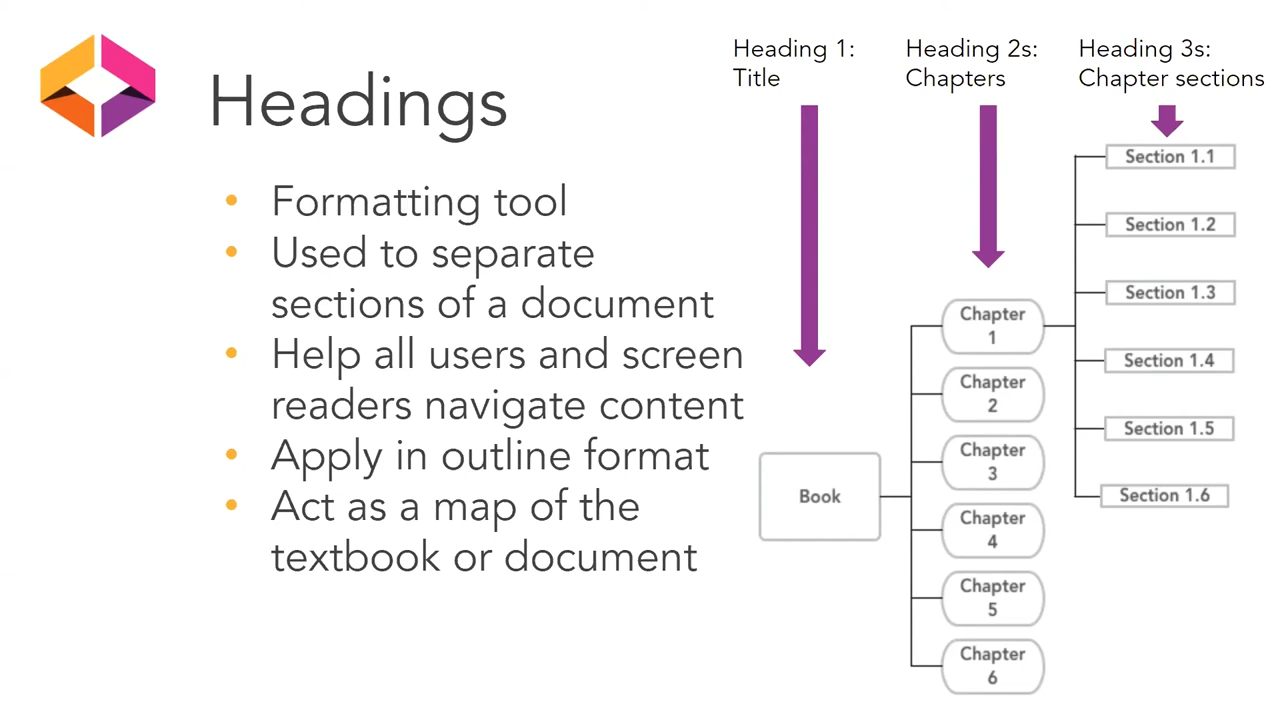 Headings
• Formatting tool
• Used to separate
sections of a document
• Help all users and screen
readers navigate content
• Apply in outline format
• Act as a map of the
textbook or document
Heading 1:
Title
Heading 2s:
Chapters
Heading 3s:
Chapter sections
Book
Chapter
1
Chapter
2
Chapter
3
Chapter
4
Chapter
5
Chapter
6
Section 1.1
Section 1.2
Section 1.3
Section 1.4
Section 1.5
Section 1.6